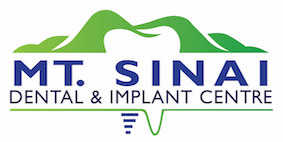 MT. SINAI
DENTAL & IMPLANT CENTRE